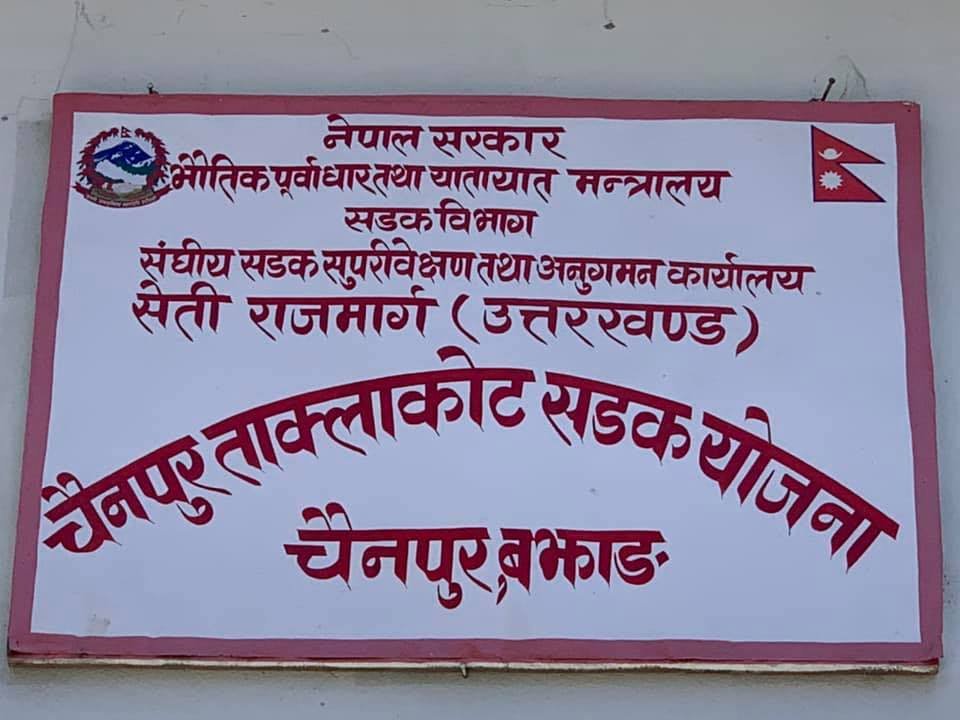 नेपाल सरकार
भौतिक पूर्वाधार तथा यातायात मन्त्रालय
सडक विभाग
संघीय सडक सुपरीवेक्षण तथा अनुगमन कार्यालय
सेती राजमार्ग (उत्तरखण्ड)
चैनपुर ताक्लाकोट सडक योजना
चैनपुर, बझाङ